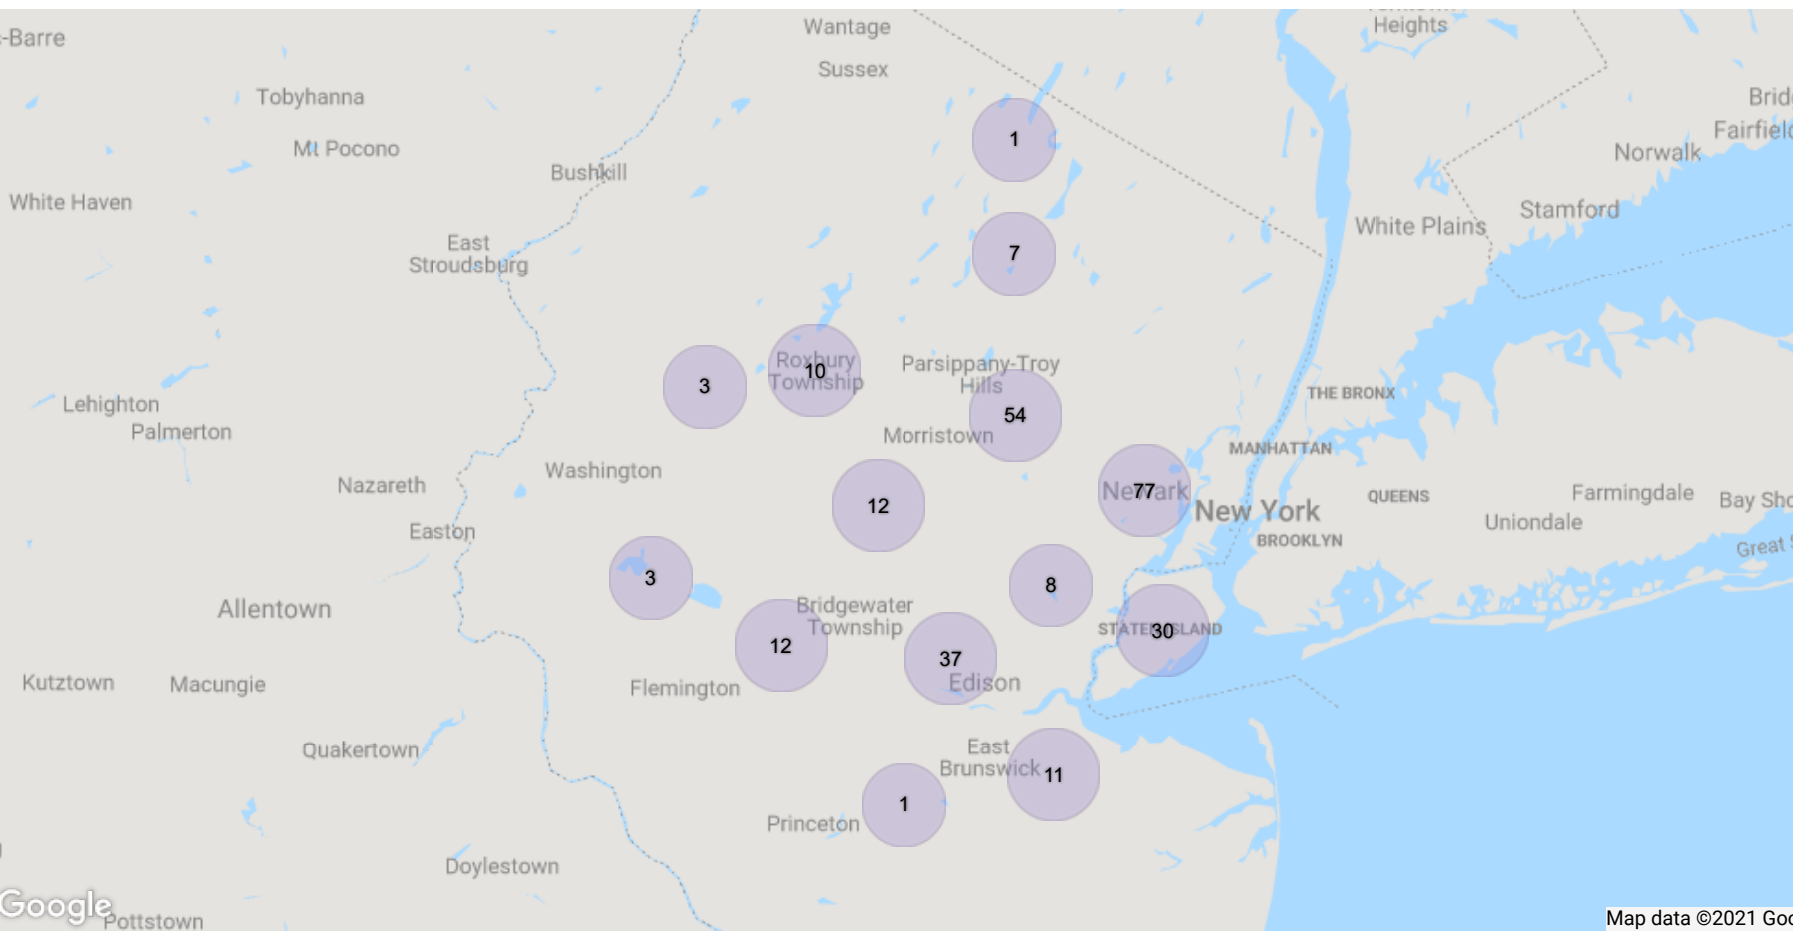 Heights
Wantage
-Barre
Sussex
Tobyhanna
Fairfield
1
Mt Pocono
Norwalk
Bushkill
White Haven
Stamford
White Plains
East
Stroudsburg
7
Roxbury
Township
10
3
Parsippany-Troy
Hills
THE BRONX
Lehighton
54
Palmerton
Morristown
MANHATTAN
Washington
Nazareth
Newark
77
Farmingdale
QUEENS
Bay Sho
12
New York
Uniondale
Easton
BROOKLYN
Great S
3
8
Allentown
Bridgewater
Township
STATEN ISLAND
30
12
37
Edison
Kutztown
Macungie
Flemington
Quakertown
East
Brunswick
11
1
Princeton
Doylestown
Google
Pottstown
Map data ©2021 Goo